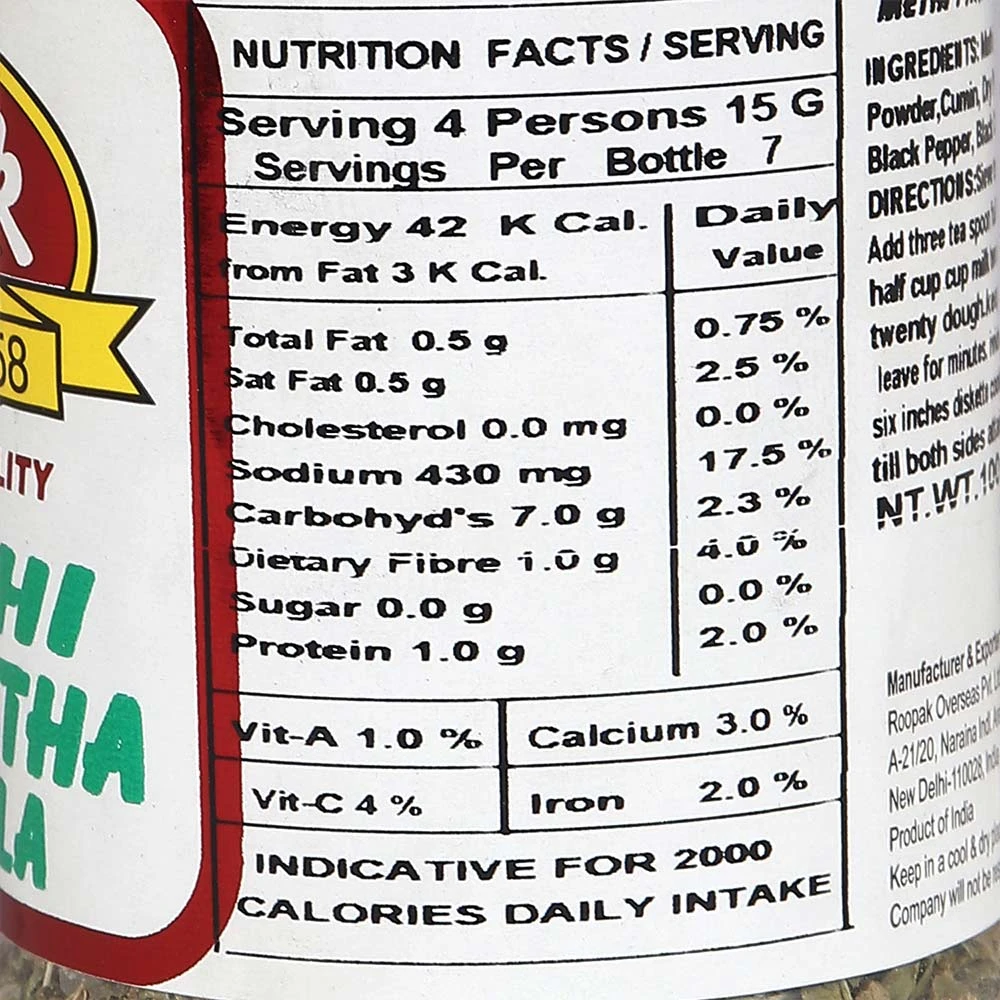 58
LITY
HI
THA
LA
NUTRITION FACTS / SERVING
Serving 4 Persons 15 G
Servings Per Bottle 7
Energy 42 K Cal.
from Fat 3 K Cal.
Daily
Value
Total Fat 0.5 g 0.75 %
Sat Fat 0.5 g 2.5 %
Cholesterol 0.0 mg 0.0 %
Sodium 430 mg 17.5 %
Carbohyd's 7.0 g 2.3 %
Dietary Fibre 1.0 g 4.0 %
Sugar 0.0 g 0.0 %
Protein 1.0 g 2.0 %
Vit-A 1.0 % Calcium 3.0 %
Vit-C 4 % Iron 2.0 %
INDICATIVE FOR 2000
CALORIES DAILY INTAKE
INGREDIENTS:
Powder, Cumin,
Black Pepper,
DIRECTIONS:
Add three tea spoon
half cup cup milk
twenty dough.
leave for minutes
six inches
till both sides
NT.WT.100
Manufacturer &
Roopak Overseas Pvt.
A-21/20, Naraina Ind.
New Delhi-110028,
Product of India
Keep in a cool & dry
Company will not be